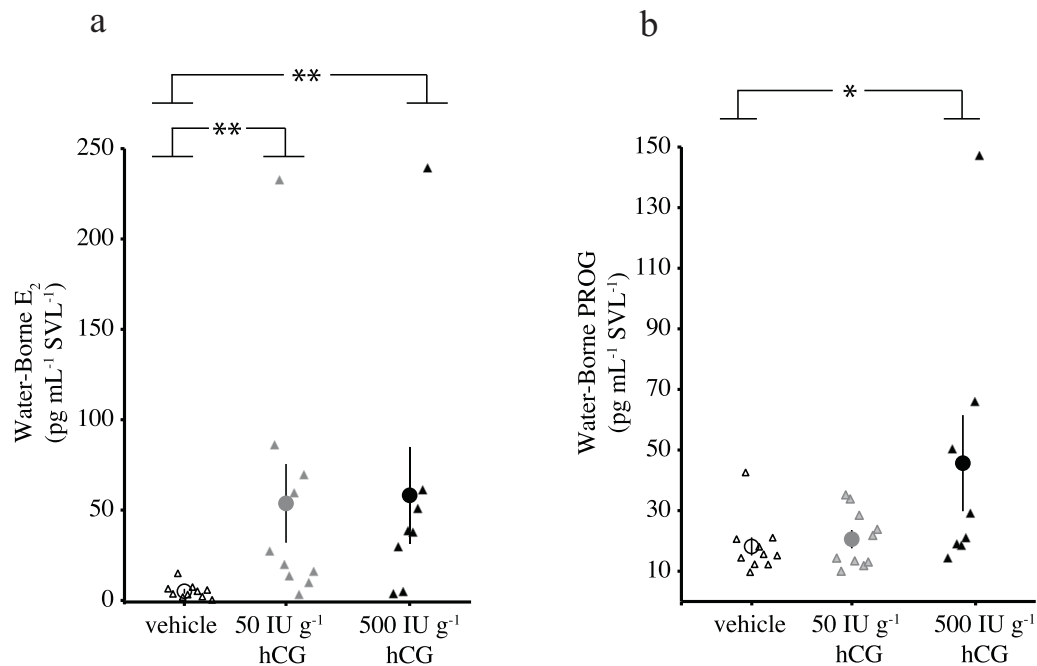 a
**
**
250
200
150
100
50
0
Water-Borne E₂
(pg mL⁻¹ SVL⁻¹)
vehicle
50 IU g⁻¹
hCG
500 IU g⁻¹
hCG
b
*
150
130
110
90
70
50
30
10
Water-Borne PROG
(pg mL⁻¹ SVL⁻¹)
vehicle
50 IU g⁻¹
hCG
500 IU g⁻¹
hCG